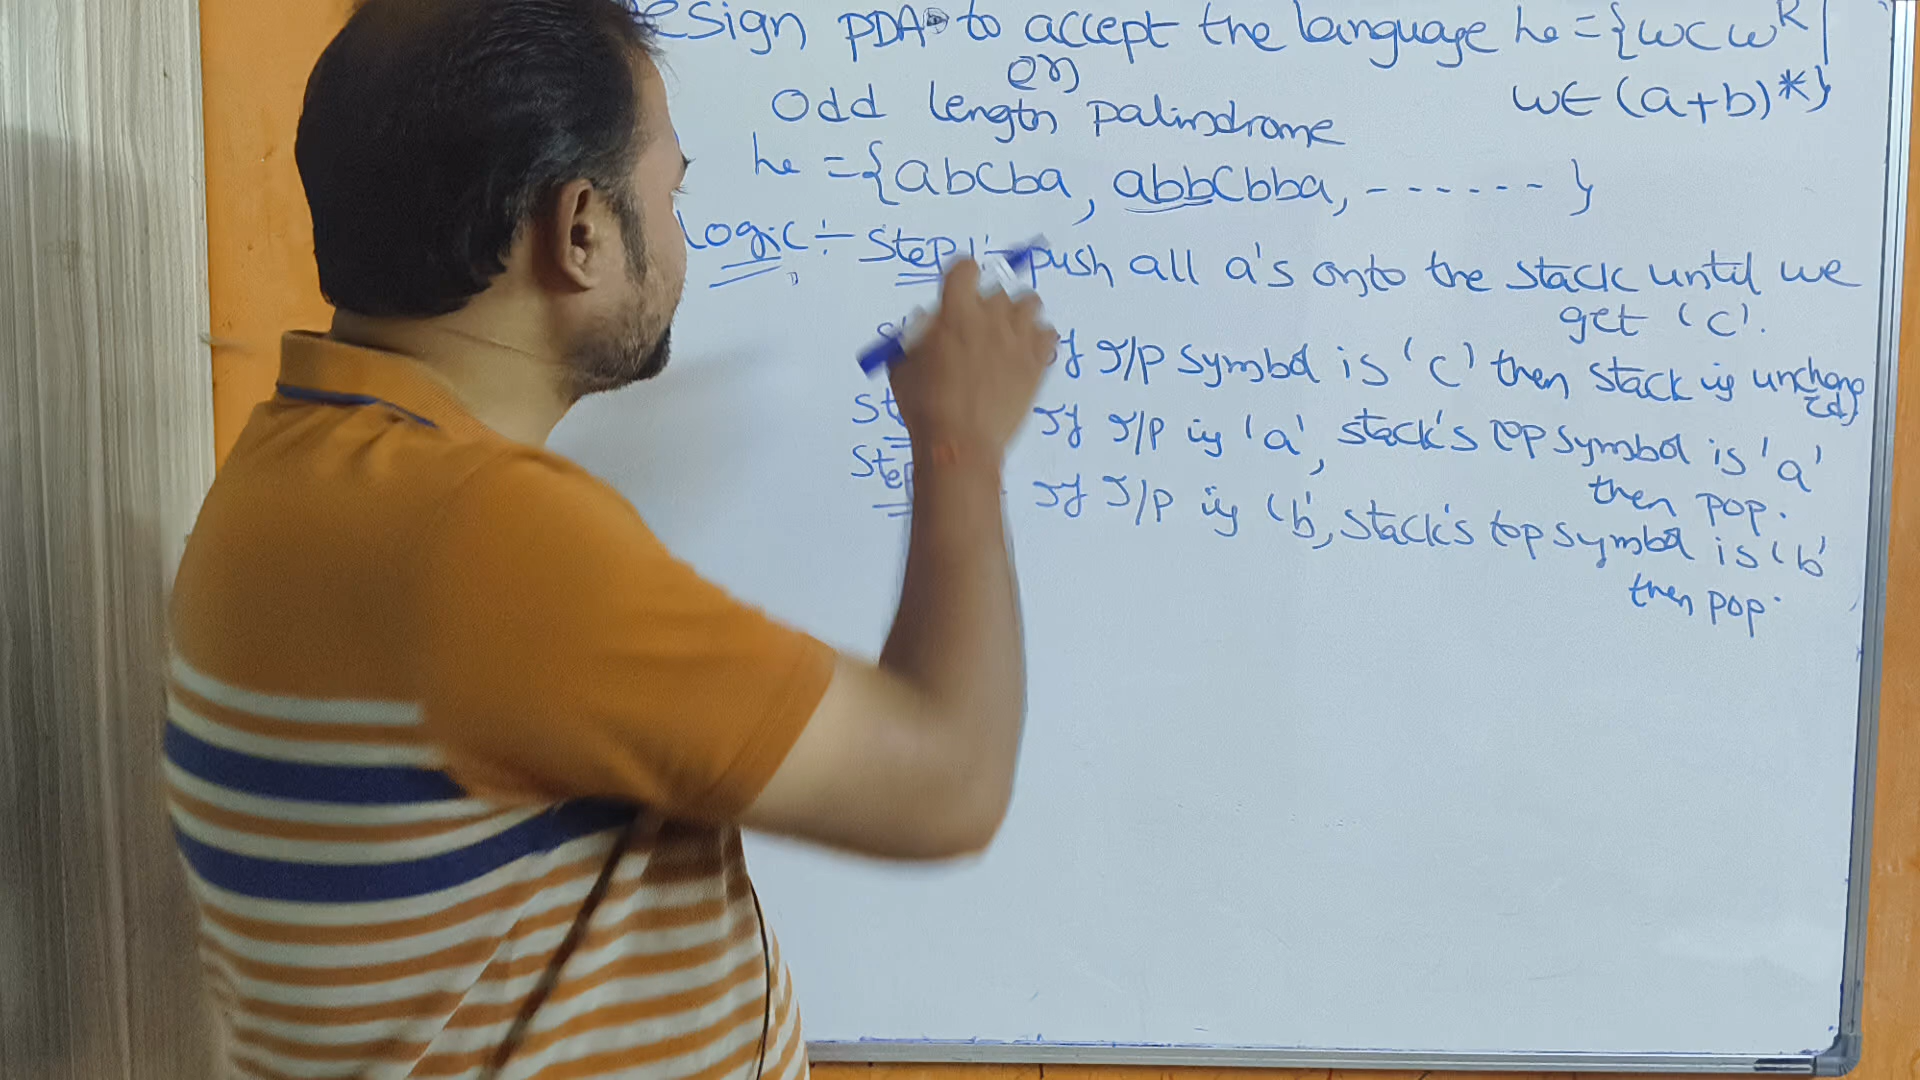 esign PDA to accept the language L = {wcw^R |
(or)
w∈(a+b)*}
Odd length palindrome
L = {abcba, abbcbba, ------ }
Logic :- Step 1:- push all a's onto the stack until we
get 'c'.
If I/P symbol is 'c' then stack is unchanged
St If I/P is 'a', stack's top symbol is 'a'
then pop.
Step If I/P is 'b', stack's top symbol is 'b'
then pop.